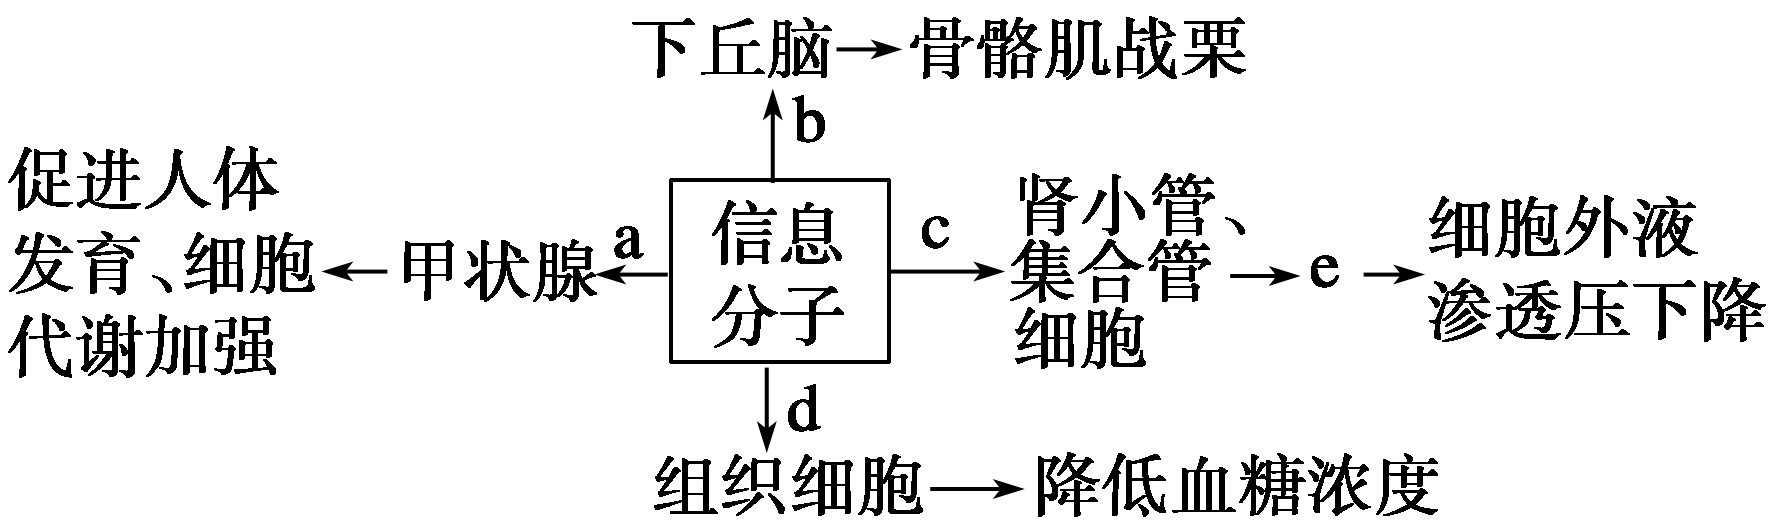 下丘脑
骨骼肌战栗
b
促进人体
发育、细胞
代谢加强
甲状腺
a
信息
分子
c
肾小管、
集合管
细胞
e
细胞外液
渗透压下降
d
组织细胞
降低血糖浓度